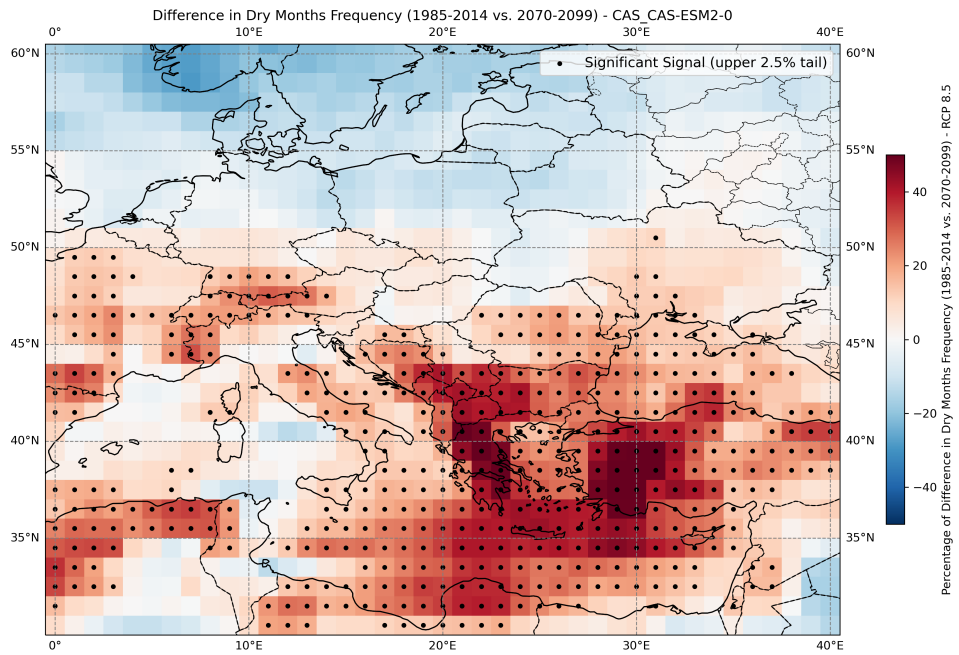 Difference in Dry Months Frequency (1985-2014 vs. 2070-2099) - CAS_CAS-ESM2-0
0° 10°E 20°E 30°E 40°E
60°N 60°N
Significant Signal (upper 2.5% tail)
55°N 55°N
50°N 50°N
45°N 45°N
40°N 40°N
35°N 35°N
0° 10°E 20°E 30°E 40°E
40
20
0
−20
−40
Percentage of Difference in Dry Months Frequency (1985-2014 vs. 2070-2099) - RCP 8.5